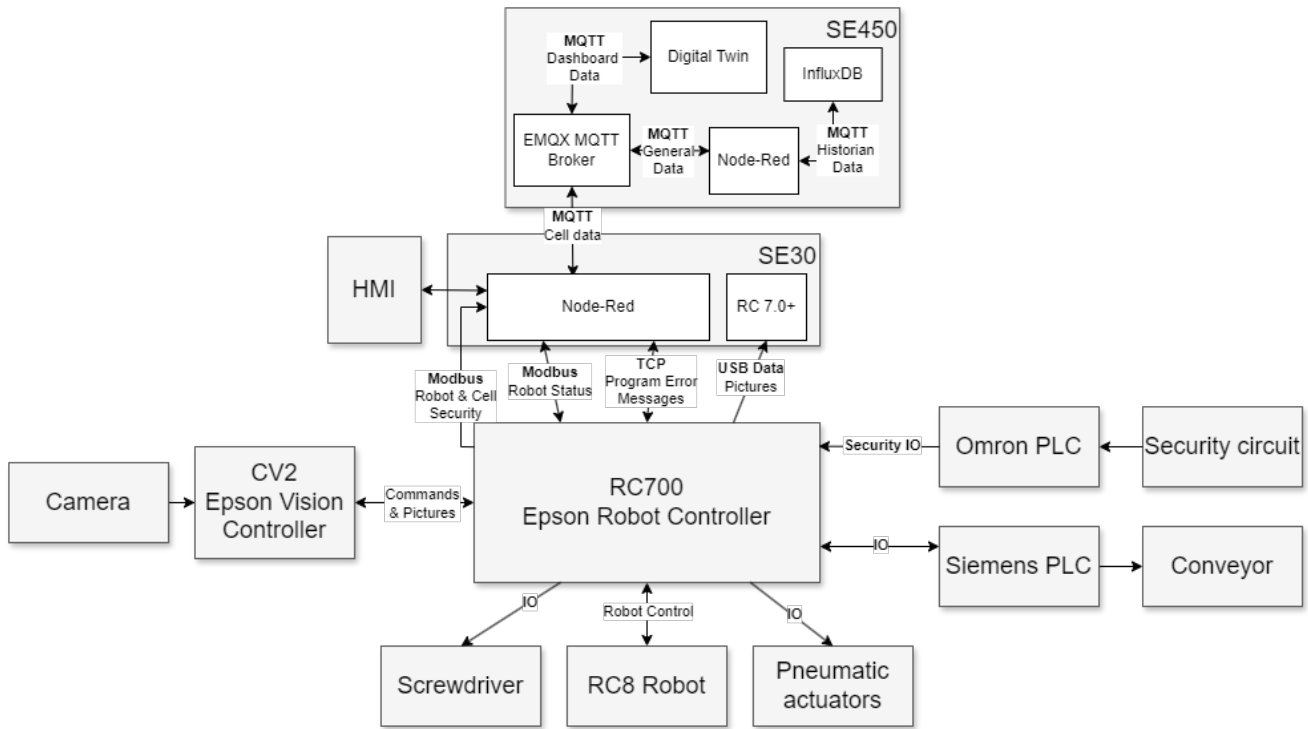 SE450
MQTT
Dashboard
Data
Digital Twin
InfluxDB
EMQX MQTT
Broker
MQTT
General
Data
Node-Red
MQTT
Historian
Data
MQTT
Cell data
SE30
HMI
Node-Red
RC 7.0+
Modbus
Robot & Cell
Security
Modbus
Robot Status
TCP
Program Error
Messages
USB Data
Pictures
Camera
CV2
Epson Vision
Controller
Commands
& Pictures
RC700
Epson Robot Controller
Security IO
Omron PLC
Security circuit
IO
Siemens PLC
Conveyor
IO
Robot Control
IO
Screwdriver
RC8 Robot
Pneumatic
actuators